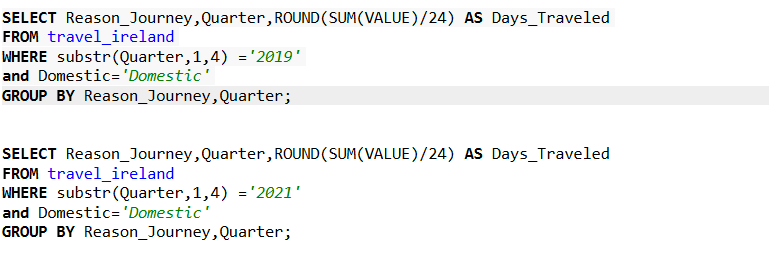 SELECT Reason_Journey,Quarter,ROUND(SUM(VALUE)/24) AS Days_Traveled
FROM travel_ireland
WHERE substr(Quarter,1,4) ='2019'
and Domestic='Domestic'
GROUP BY Reason_Journey,Quarter;
SELECT Reason_Journey,Quarter,ROUND(SUM(VALUE)/24) AS Days_Traveled
FROM travel_ireland
WHERE substr(Quarter,1,4) ='2021'
and Domestic='Domestic'
GROUP BY Reason_Journey,Quarter;